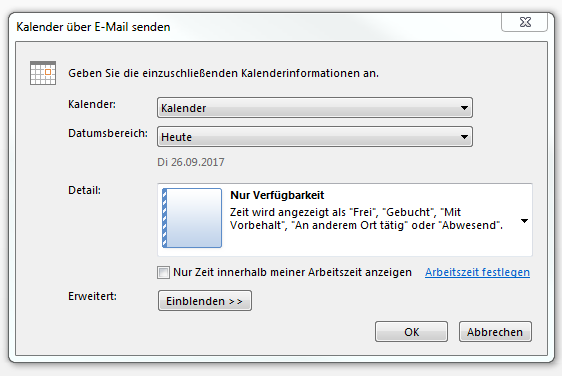 Kalender über E-Mail senden
Geben Sie die einzuschließenden Kalenderinformationen an.
Kalender:
Kalender
Datumsbereich:
Heute
Di 26.09.2017
Detail:
Nur Verfügbarkeit
Zeit wird angezeigt als "Frei", "Gebucht", "Mit
Vorbehalt", "An anderem Ort tätig" oder "Abwesend".
Nur Zeit innerhalb meiner Arbeitszeit anzeigen
Arbeitszeit festlegen
Erweitert:
Einblenden >>
OK
Abbrechen